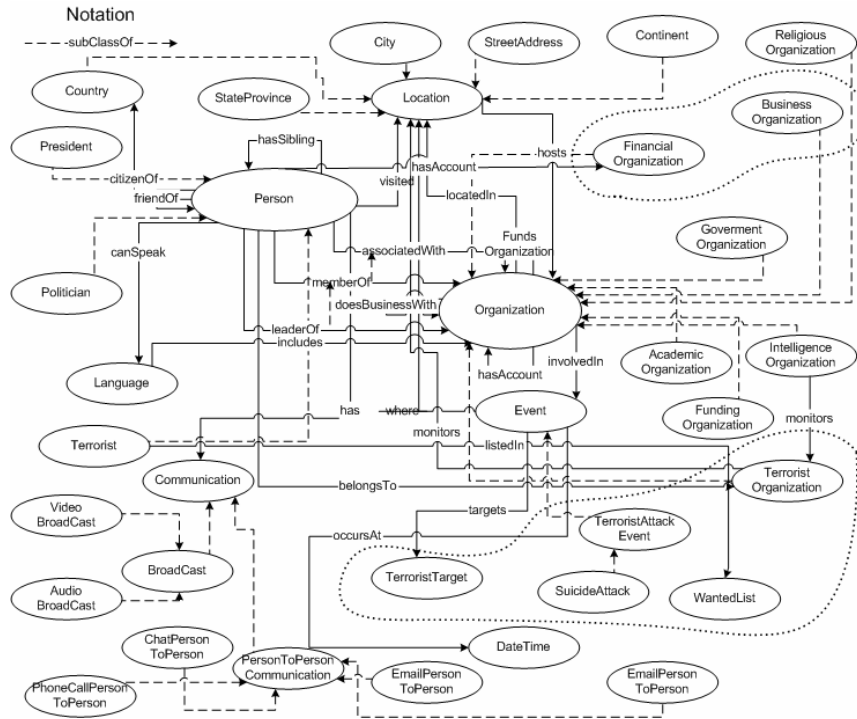 Notation
subClassOf
City
StreetAddress
Continent
Religious
Organization
Country
StateProvince
Location
Business
Organization
President
hasSibling
hosts
Financial
Organization
citizenOf
hasAccount
friendOf
Person
visited
locatedIn
canSpeak
associatedWith
Funds
Organization
Goverment
Organization
Politician
memberOf
doesBusinessWith
Organization
leaderOf
includes
hasAccount
involvedIn
Academic
Organization
Intelligence
Organization
Language
Funding
Organization
has
where
Event
monitors
Terrorist
monitors
listedIn
Communication
belongsTo
Terrorist
Organization
Video
BroadCast
targets
TerroristAttack
Event
occursAt
BroadCast
TerroristTarget
SuicideAttack
WantedList
Audio
BroadCast
ChatPerson
ToPerson
DateTime
PersonToPerson
Communication
PhoneCallPerson
ToPerson
EmailPerson
ToPerson
EmailPerson
ToPerson